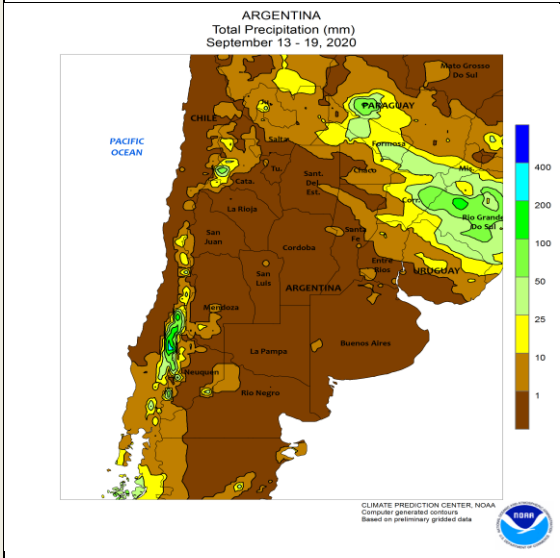 ARGENTINA
Total Precipitation (mm)
September 13 - 19, 2020
Mato Grosso
Do Sul
PARAGUAY
CHILE
PACIFIC
OCEAN
Salta
Formosa
Tu.
Chaco
Mis.
Cata.
Sant.
Del
Est.
Corr.
La Rioja
Rio Grande
Do Sul
San
Juan
Santa
Fe
Cordoba
Entre
Rios
URUGUAY
San
Luis
ARGENTINA
Mendoza
Buenos Aires
La Pampa
Neuquen
Rio Negro
400
200
100
50
25
10
1
CLIMATE PREDICTION CENTER, NOAA
Computer generated contours
Based on preliminary gridded data
NOAA